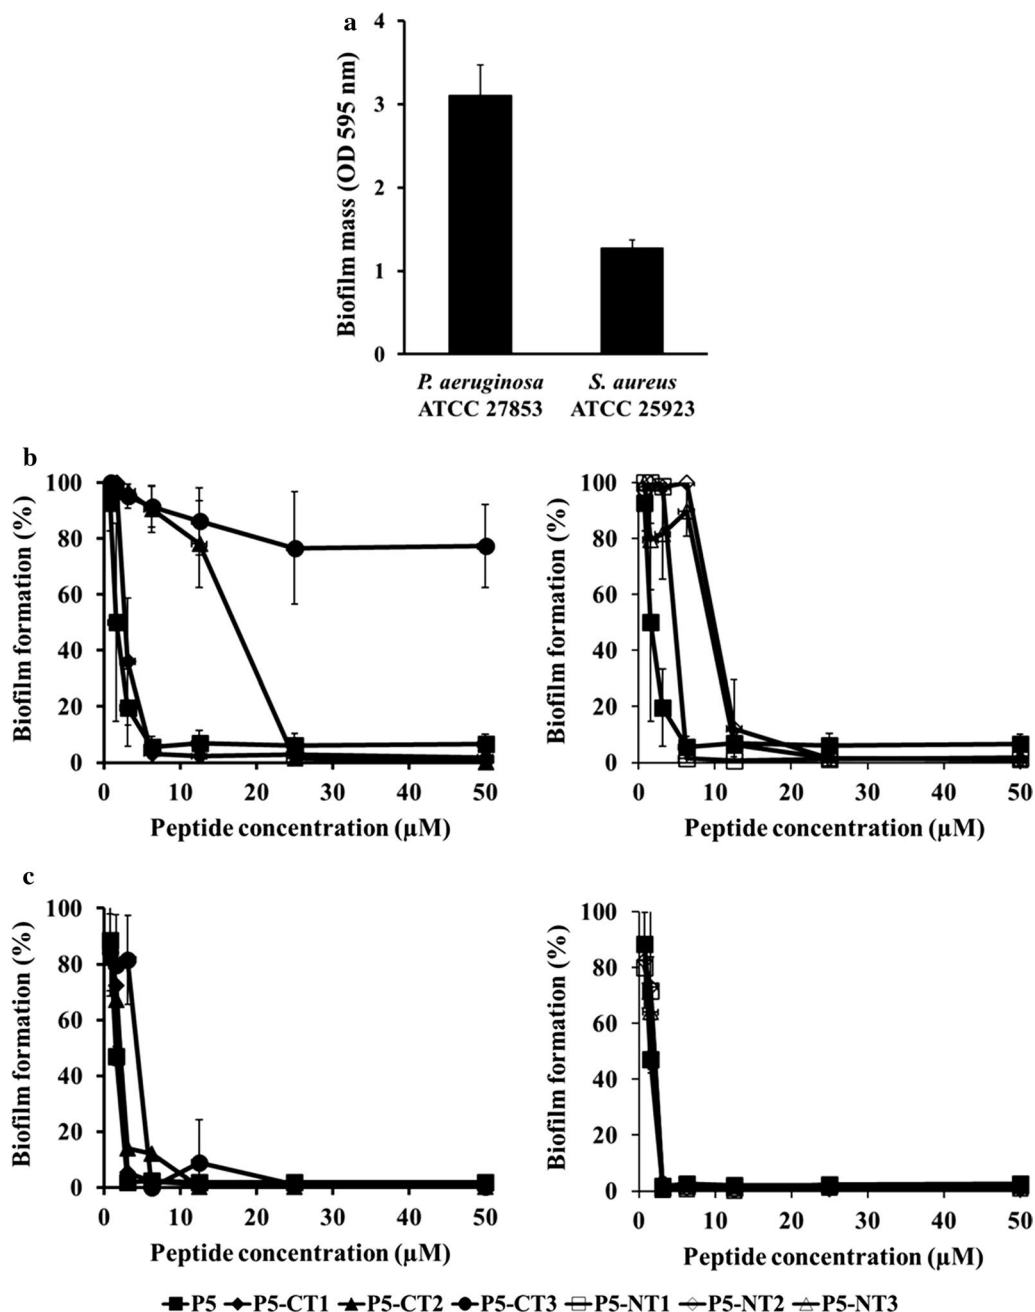 a
Biofilm mass (OD 595 nm)
4
3
2
1
0
P. aeruginosa
ATCC 27853
S. aureus
ATCC 25923
b
Biofilm formation (%)
100
80
60
40
20
0
0 10 20 30 40 50
Peptide concentration (µM)
Biofilm formation (%)
100
80
60
40
20
0
0 10 20 30 40 50
Peptide concentration (µM)
c
Biofilm formation (%)
100
80
60
40
20
0
0 10 20 30 40 50
Peptide concentration (µM)
Biofilm formation (%)
100
80
60
40
20
0
0 10 20 30 40 50
Peptide concentration (µM)
P5 P5-CT1 P5-CT2 P5-CT3 P5-NT1 P5-NT2 P5-NT3